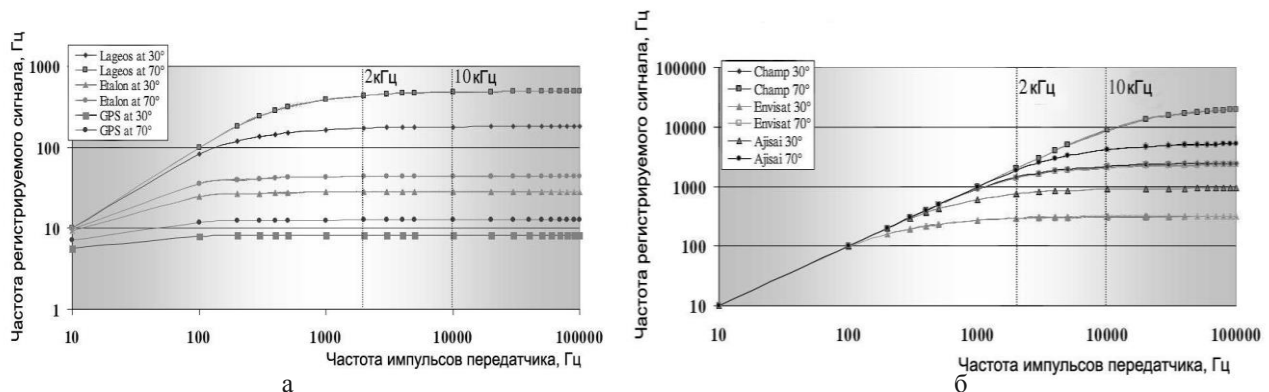 Частота регистрируемого сигнала, Гц
1000
100
10
1
Lageos at 30°
Lageos at 70°
Etalon at 30°
Etalon at 70°
GPS at 30°
GPS at 70°
2кГц
10кГц
10
100
1000
10000
100000
Частота импульсов передатчика, Гц
а
Частота регистрируемого сигнала, Гц
100000
10000
1000
100
10
Champ 30°
Champ 70°
Envisat 30°
Envisat 70°
Ajisai 30°
Ajisai 70°
2кГц
10кГц
10
100
1000
10000
100000
Частота импульсов передатчика, Гц
б